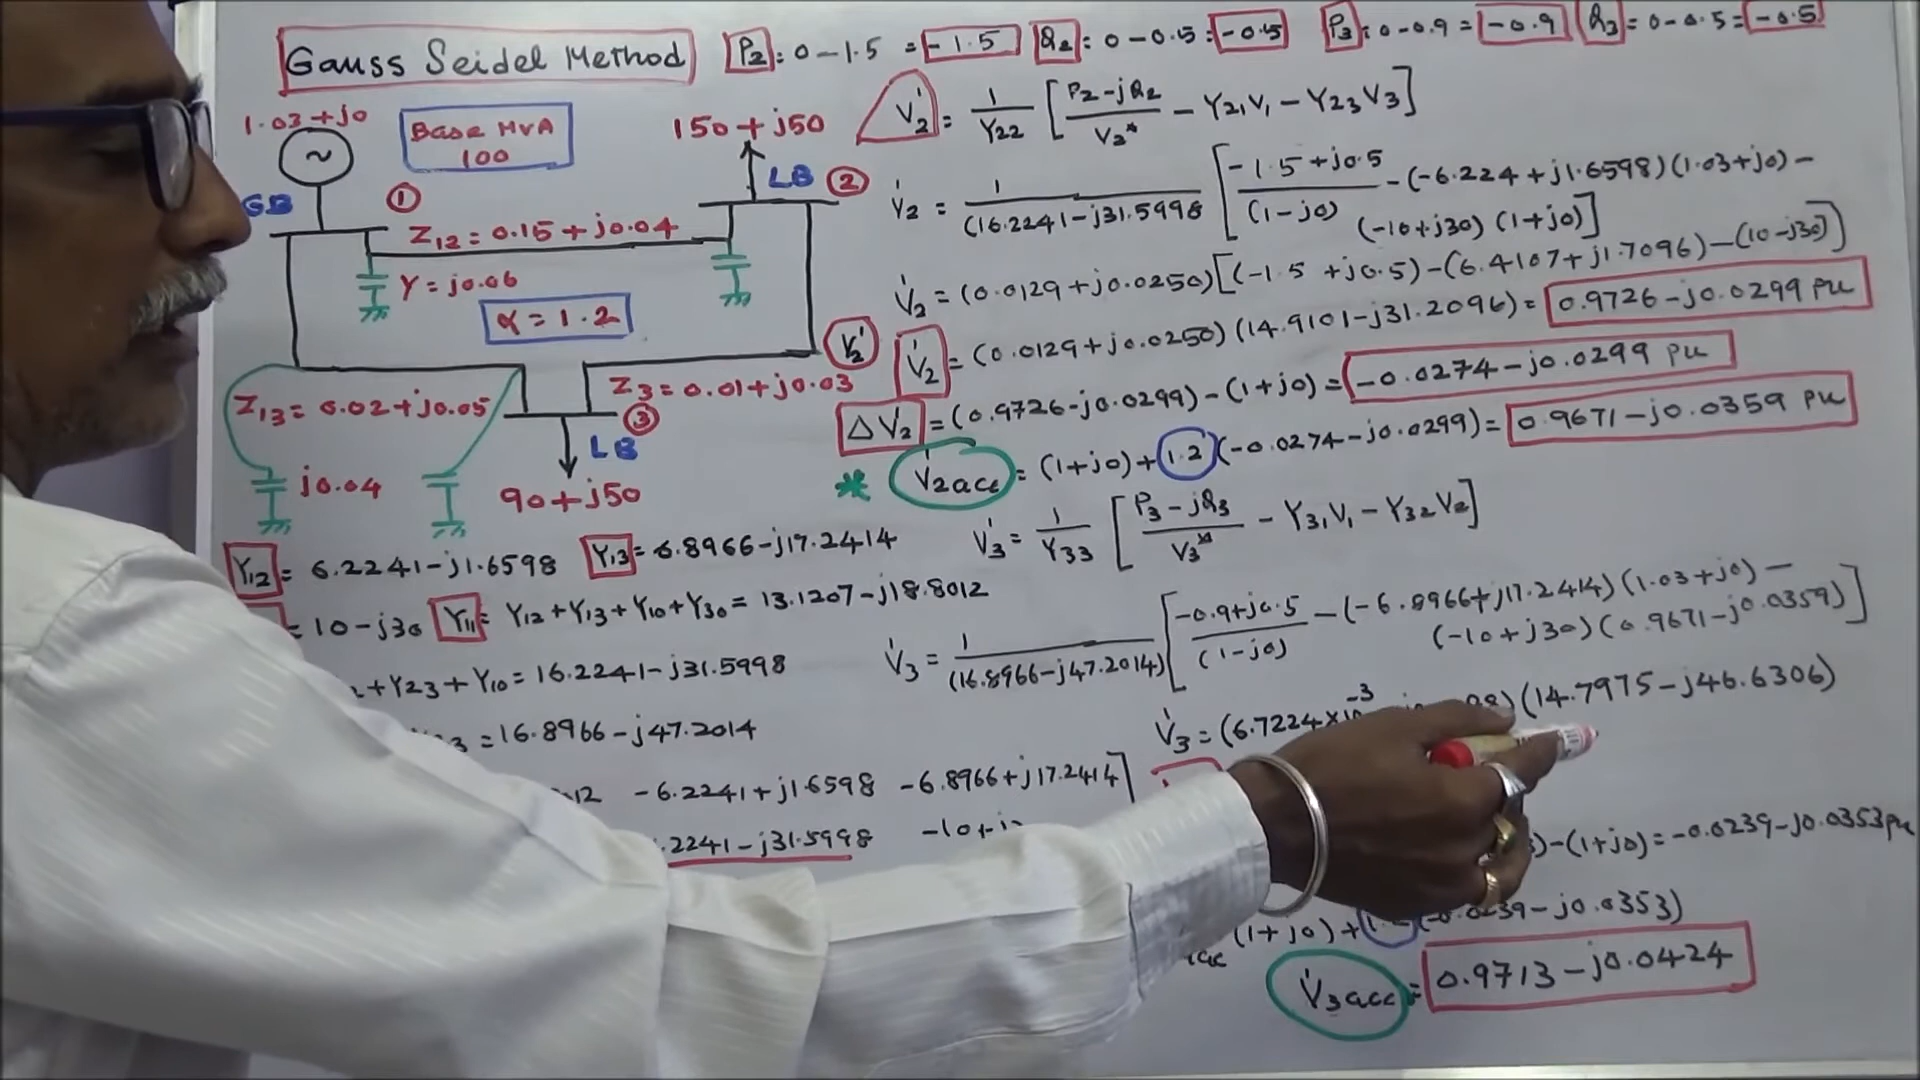 Gauss Seidel Method
P2 : 0 - 1.5 = -1.5
Q2 : 0 - 0.5 = -0.5
P3 : 0 - 0.9 = -0.9
Q3 = 0 - 0.5 = -0.5
1.03+j0
Base MVA
100
150+j50
GB
1
LB
2
Z12 = 0.15+j0.04
Y = j0.06
α = 1.2
V2'
Z13 = 0.02+j0.05
Z3 = 0.01+j0.03
3
LB
j0.04
90+j50
Y12 = 6.2241-j1.6598
Y13 = 6.8966-j17.2414
= 10-j30
Y11 = Y12+Y13+Y10+Y30 = 13.1207-j18.8012
+Y23+Y10 = 16.2241-j31.5998
3 = 16.8966-j47.2014
12 -6.2241+j1.6598 -6.8966+j17.2414]
.2241-j31.5998 -10+j
V2' = 1/Y22 [P2-jQ2/V2* - Y21V1 - Y23V3]
V2' = 1/(16.2241-j31.5998 [-1.5+j0.5/(1-j0) -(-6.224+j1.6598)(1.03+j0)-
(-10+j30)(1+j0)]
V2' = (0.0129+j0.0250)[(-1.5+j0.5)-(6.4107+j1.7096)-(10-j30)]
V2' = (0.0129+j0.0250)(14.9101-j31.2096) = 0.9726-j0.0299 pu
ΔV2' = (0.9726-j0.0299)-(1+j0) = -0.0274-j0.0299 pu
* V2acc' = (1+j0)+1.2(-0.0274-j0.0299) = 0.9671-j0.0359 pu
V3' = 1/Y33 [P3-jQ3/V3* - Y31V1 - Y32V2]
V3' = 1/(16.8966-j47.2014) [-0.9+j0.5/(1-j0) -(-6.8966+j17.2414)(1.03+j0)-
(-10+j30)(0.9671-j0.0359)]
V3' = (6.7224×10-3 )(14.7975-j46.6306)
)-(1+j0) = -0.0239-j0.0353 pu
(1+j0)+ (-0.0239-j0.0353)
V3acc' = 0.9713-j0.0424